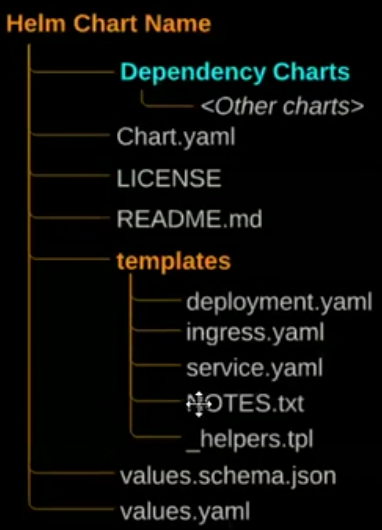 Helm Chart Name
Dependency Charts
<Other charts>
Chart.yaml
LICENSE
README.md
templates
deployment.yaml
ingress.yaml
service.yaml
NOTES.txt
_helpers.tpl
values.schema.json
values.yaml